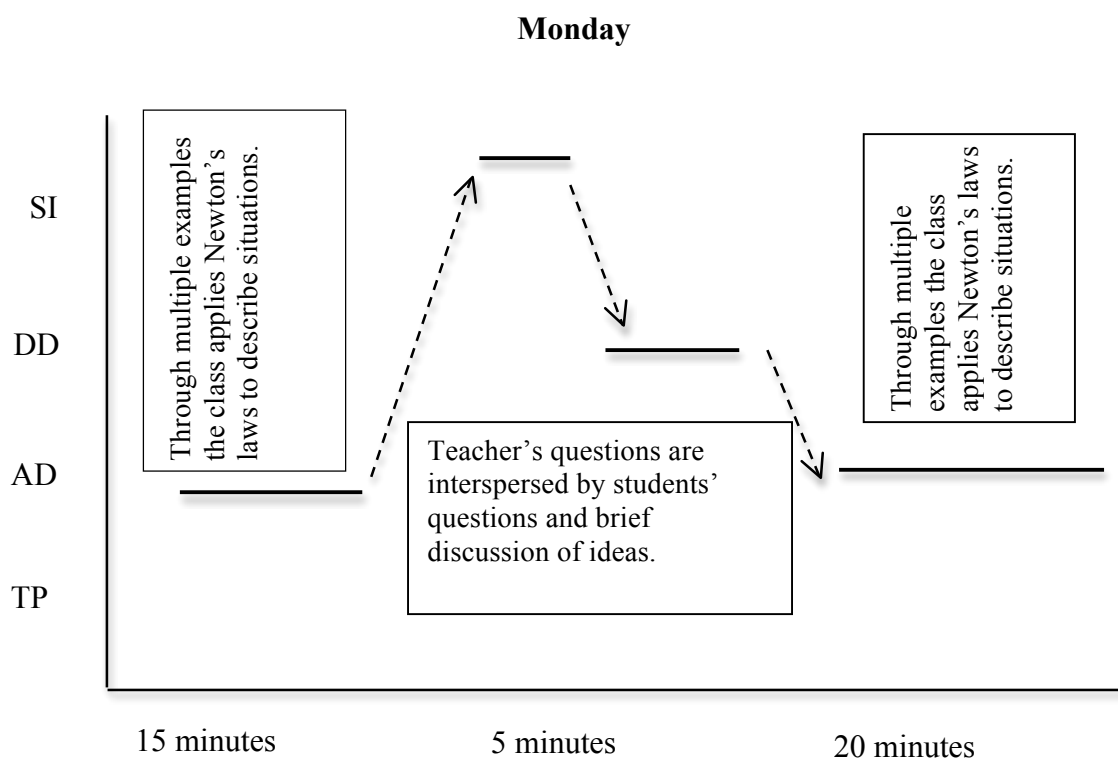 Monday
SI
DD
AD
TP
Through multiple examples
the class applies Newton’s
laws to describe situations.
Teacher’s questions are
interspersed by students’
questions and brief
discussion of ideas.
Through multiple
examples the class
applies Newton’s laws
to describe situations.
15 minutes
5 minutes
20 minutes